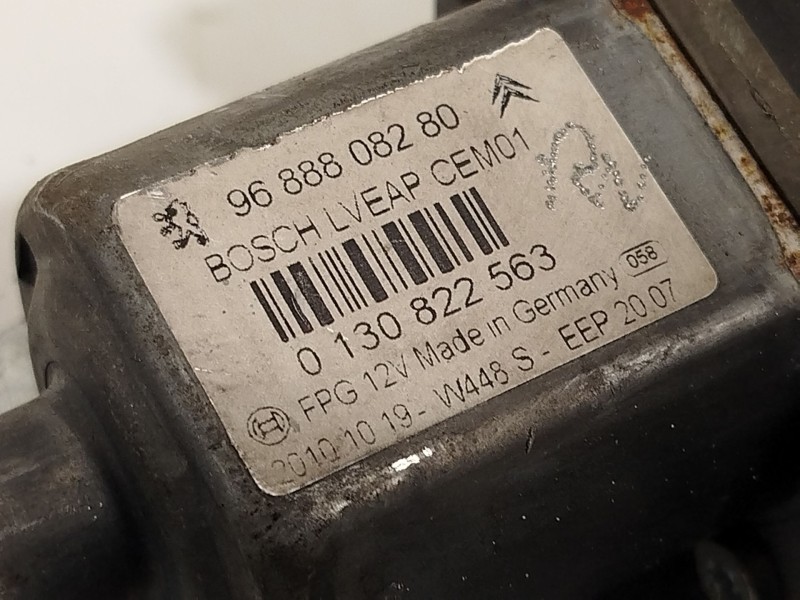 96 888 082 80
BOSCH LVEAP CEM01
0 130 822 563
FPG 12V Made in Germany 058
2010 10 19 - W448 S - EEP 20.07